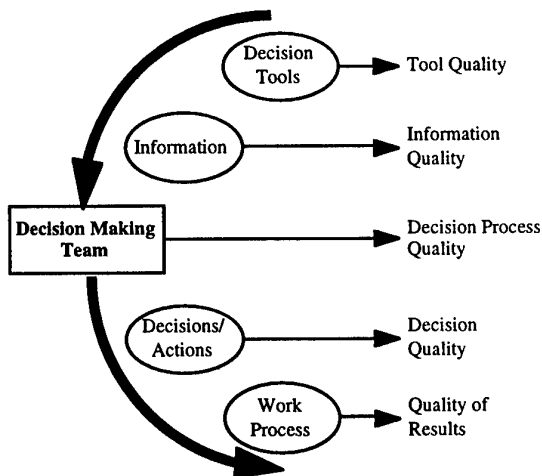 Decision
Tools
Tool Quality
Information
Information
Quality
Decision Making
Team
Decision Process
Quality
Decisions/
Actions
Decision
Quality
Work
Process
Quality of
Results